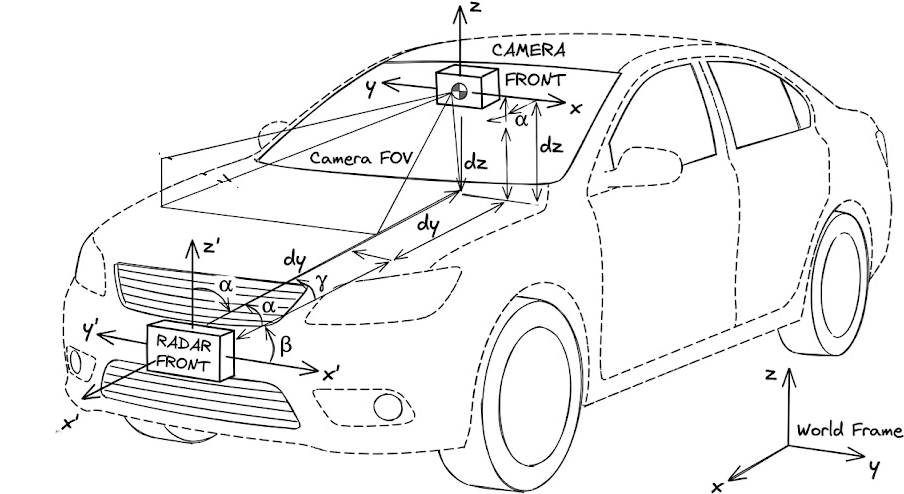 z
CAMERA
FRONT
y
x
α
Camera FOV
dz
dz
dy
dy
z'
α
α
γ
β
y'
RADAR
FRONT
x'
x'
z
World Frame
y
x